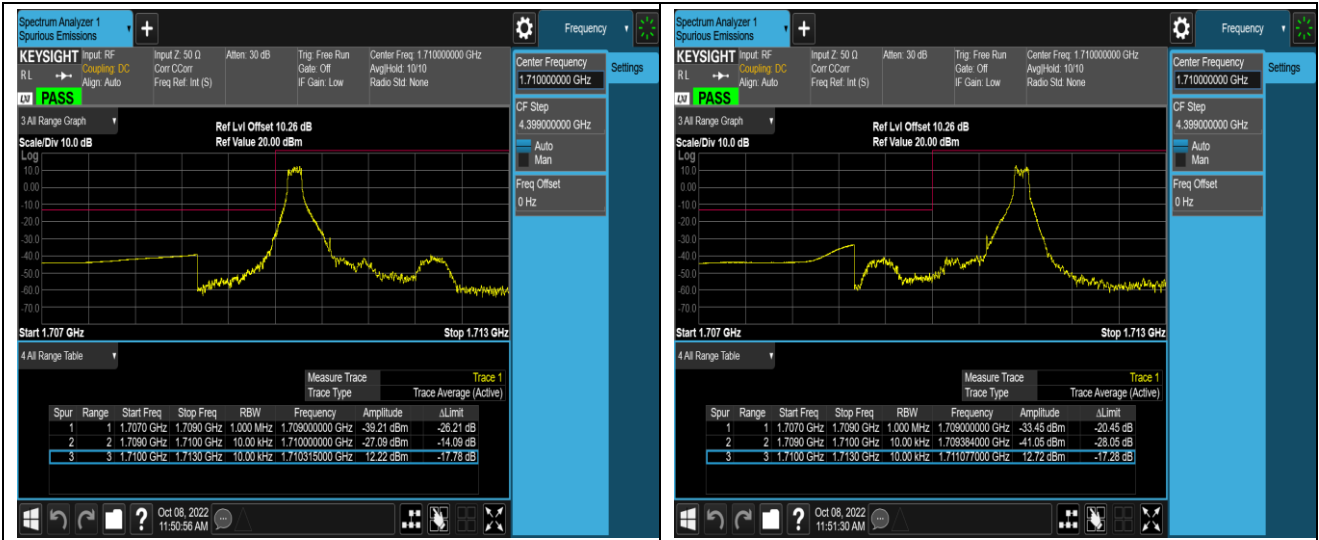 Spectrum Analyzer 1
Spurious Emissions
+
Frequency
KEYSIGHT Input: RF Input Z: 50 Ω Atten: 30 dB Trig: Free Run Center Freq: 1.710000000 GHz
Coupling: DC Corr CCorr Gate: Off Avg|Hold: 10/10
R L Align: Auto Freq Ref: Int (S) IF Gain: Low Radio Std: None
LXI PASS
Center Frequency
1.710000000 GHz
Settings
CF Step
4.399000000 GHz
Auto
Man
Freq Offset
0 Hz
3 All Range Graph
Ref Lvl Offset 10.26 dB
Scale/Div 10.0 dB Ref Value 20.00 dBm
Log
10.0
0.00
-10.0
-20.0
-30.0
-40.0
-50.0
-60.0
-70.0
Start 1.707 GHz Stop 1.713 GHz
4 All Range Table
Measure Trace Trace 1
Trace Type Trace Average (Active)
Spur Range Start Freq Stop Freq RBW Frequency Amplitude ΔLimit
1 1 1.7070 GHz 1.7090 GHz 1.000 MHz 1.709000000 GHz -39.21 dBm -26.21 dB
2 2 1.7090 GHz 1.7100 GHz 10.00 kHz 1.710000000 GHz -27.09 dBm -14.09 dB
3 3 1.7100 GHz 1.7130 GHz 10.00 kHz 1.710315000 GHz 12.22 dBm -17.78 dB
?
Oct 08, 2022
11:50:56 AM
Spectrum Analyzer 1
Spurious Emissions
+
Frequency
KEYSIGHT Input: RF Input Z: 50 Ω Atten: 30 dB Trig: Free Run Center Freq: 1.710000000 GHz
Coupling: DC Corr CCorr Gate: Off Avg|Hold: 10/10
R L Align: Auto Freq Ref: Int (S) IF Gain: Low Radio Std: None
LXI PASS
Center Frequency
1.710000000 GHz
Settings
CF Step
4.399000000 GHz
Auto
Man
Freq Offset
0 Hz
3 All Range Graph
Ref Lvl Offset 10.26 dB
Scale/Div 10.0 dB Ref Value 20.00 dBm
Log
10.0
0.00
-10.0
-20.0
-30.0
-40.0
-50.0
-60.0
-70.0
Start 1.707 GHz Stop 1.713 GHz
4 All Range Table
Measure Trace Trace 1
Trace Type Trace Average (Active)
Spur Range Start Freq Stop Freq RBW Frequency Amplitude ΔLimit
1 1 1.7070 GHz 1.7090 GHz 1.000 MHz 1.709000000 GHz -33.45 dBm -20.45 dB
2 2 1.7090 GHz 1.7100 GHz 10.00 kHz 1.709384000 GHz -41.05 dBm -28.05 dB
3 3 1.7100 GHz 1.7130 GHz 10.00 kHz 1.711077000 GHz 12.72 dBm -17.28 dB
?
Oct 08, 2022
11:51:30 AM